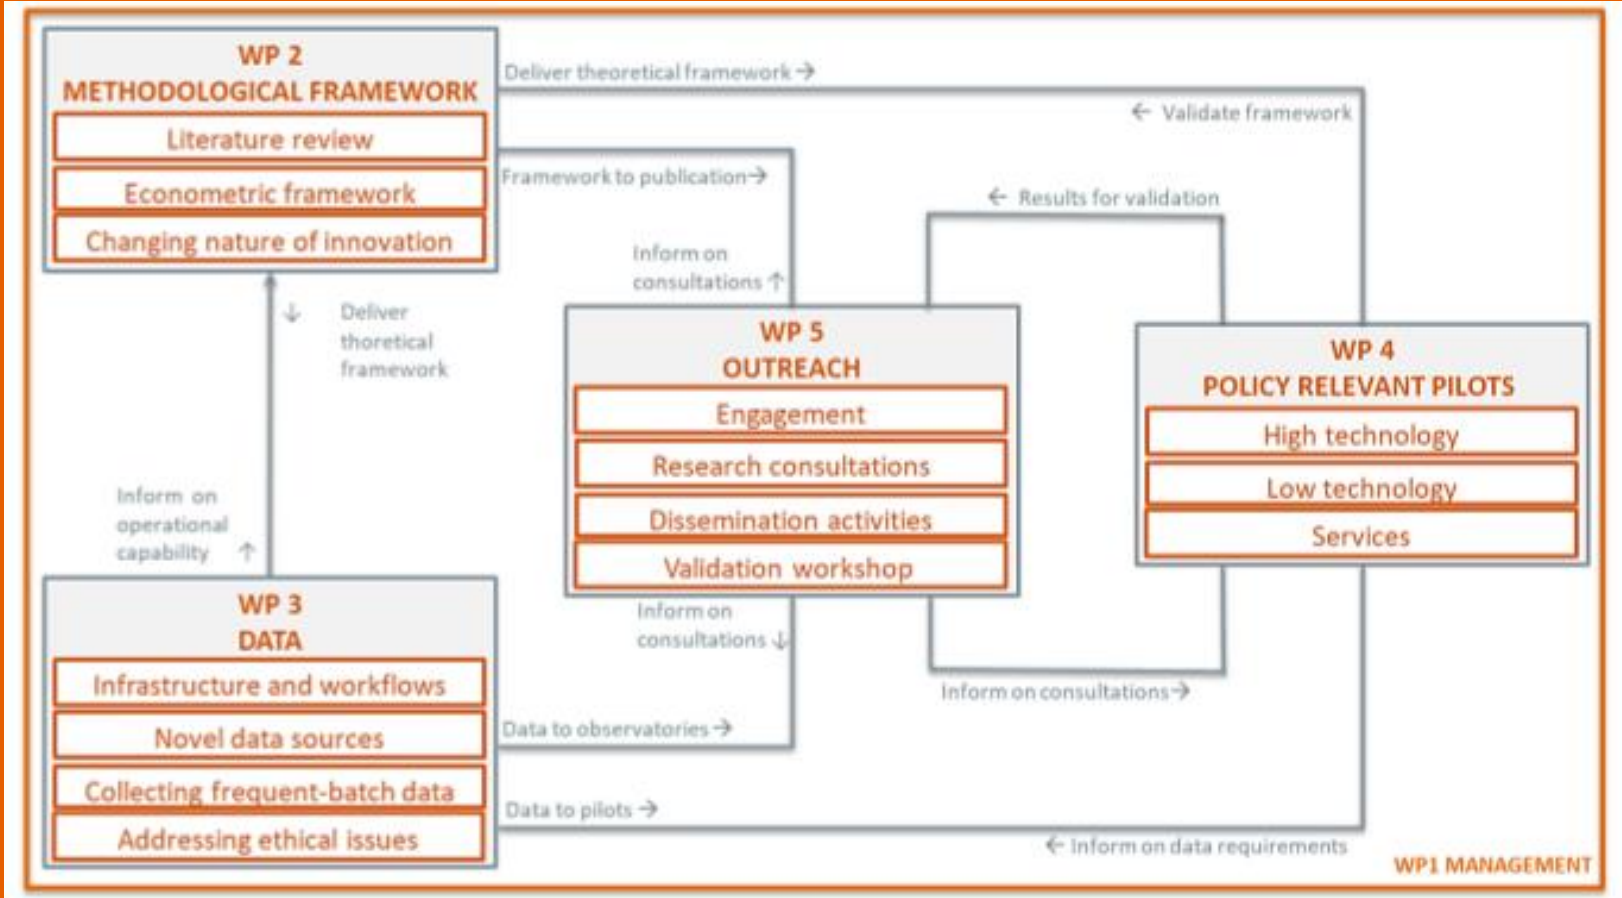 WP 2
METHODOLOGICAL FRAMEWORK
Literature review
Econometric framework
Changing nature of innovation
Deliver theoretical framework →
← Validate framework
Framework to publication→
← Results for validation
Inform on
consultations ↑
↓ Deliver
thoretical
framework
WP 5
OUTREACH
Engagement
Research consultations
Dissemination activities
Validation workshop
WP 4
POLICY RELEVANT PILOTS
High technology
Low technology
Services
Inform on
operational
capability ↑
WP 3
DATA
Infrastructure and workflows
Novel data sources
Collecting frequent-batch data
Addressing ethical issues
Inform on
consultations ↓
Inform on consultations→
Data to observatories →
Data to pilots →
← Inform on data requirements
WP1 MANAGEMENT